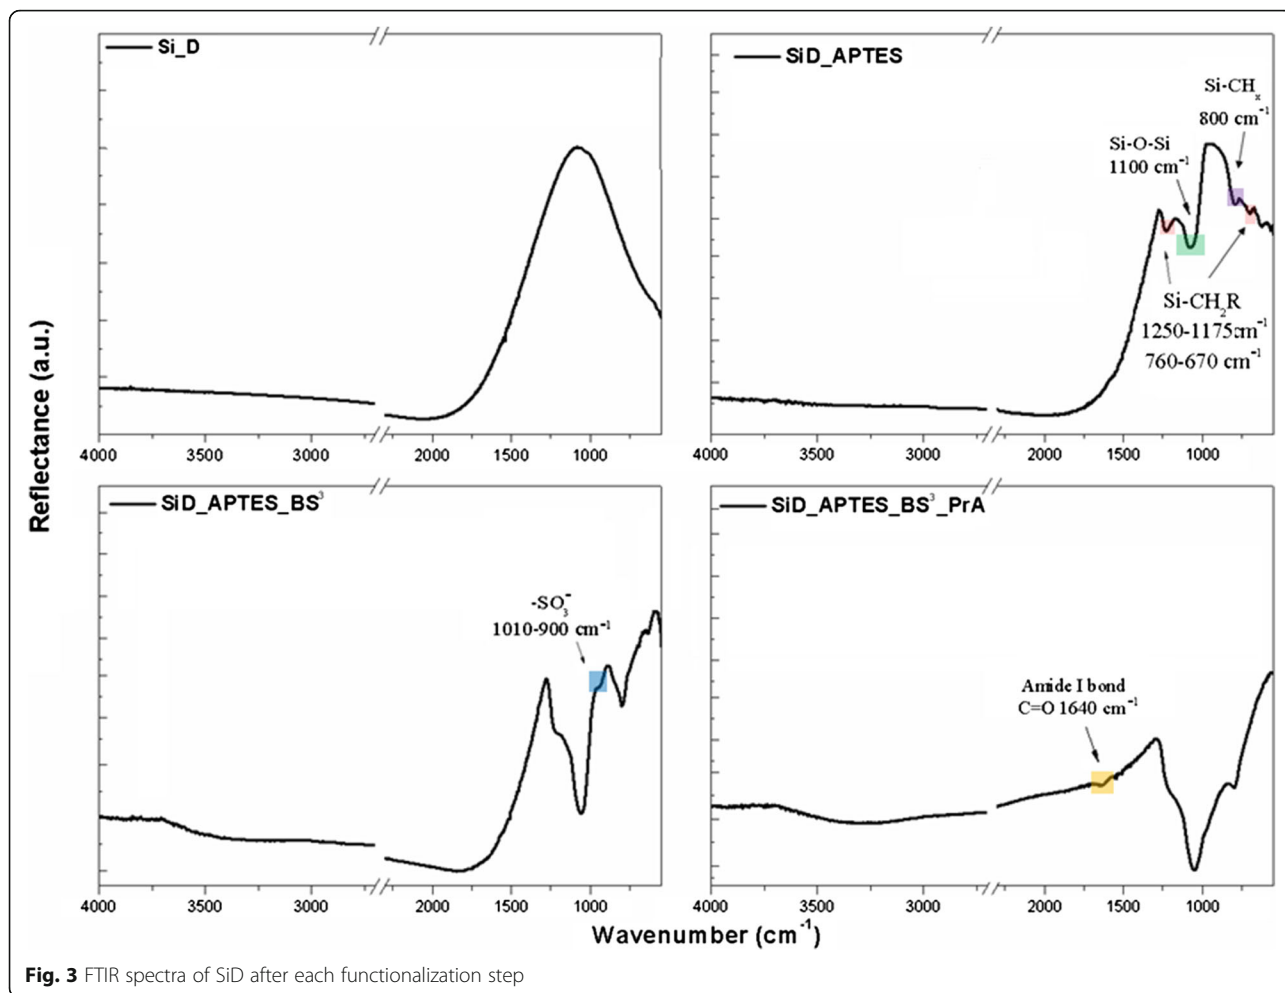 Si_D
4000 3500 3000 2000 1500 1000
SiD_APTES
Si-CHₓ
800 cm⁻¹
Si-O-Si
1100 cm⁻¹
Si-CH₂R
1250-1175cm⁻¹
760-670 cm⁻¹
4000 3500 3000 2000 1500 1000
Reflectance (a.u.)
SiD_APTES_BS³
-SO₃⁻
1010-900 cm⁻¹
4000 3500 3000 2000 1500 1000
SiD_APTES_BS³_PrA
Amide I bond
C=O 1640 cm⁻¹
4000 3500 3000 2000 1500 1000
Wavenumber (cm⁻¹)
Fig. 3 FTIR spectra of SiD after each functionalization step